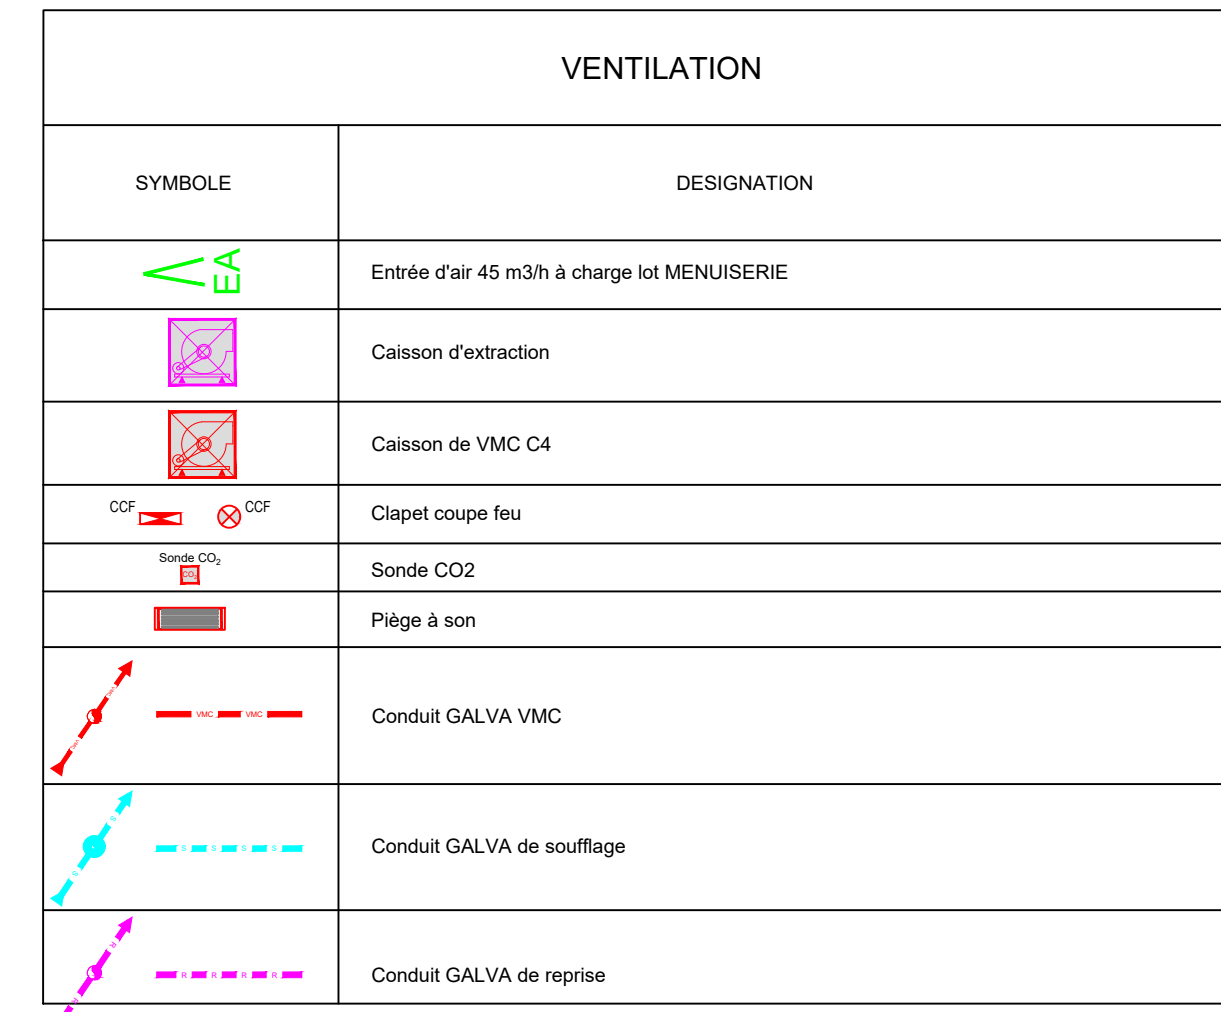 VENTILATION
SYMBOLE
DESIGNATION
EA
Entrée d'air 45 m3/h à charge lot MENUISERIE
Caisson d'extraction
Caisson de VMC C4
CCF
CCF
Clapet coupe feu
Sonde CO2
CO2
Sonde CO2
Piège à son
VMC
VMC
VMC VMC
Conduit GALVA VMC
S
S
S S S S
Conduit GALVA de soufflage
R
R
R R R R
Conduit GALVA de reprise